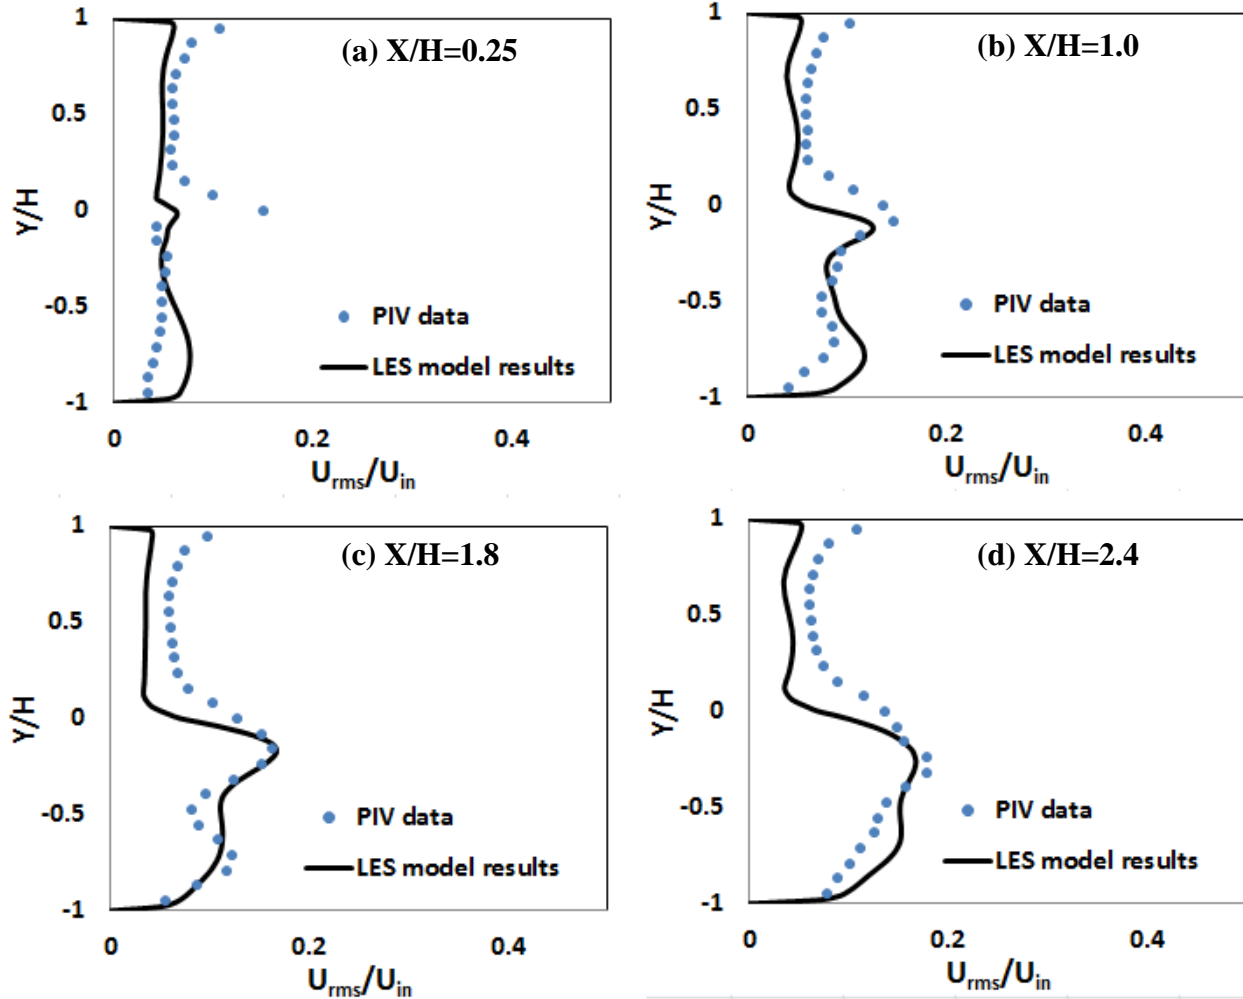 (a) X/H=0.25
1
0.5
0
-0.5
-1
Y/H
PIV data
LES model results
0 0.2 0.4
Urms/Uin
(b) X/H=1.0
1
0.5
0
-0.5
-1
Y/H
PIV data
LES model results
0 0.2 0.4
Urms/Uin
(c) X/H=1.8
1
0.5
0
-0.5
-1
Y/H
PIV data
LES model results
0 0.2 0.4
Urms/Uin
(d) X/H=2.4
1
0.5
0
-0.5
-1
Y/H
PIV data
LES model results
0 0.2 0.4
Urms/Uin